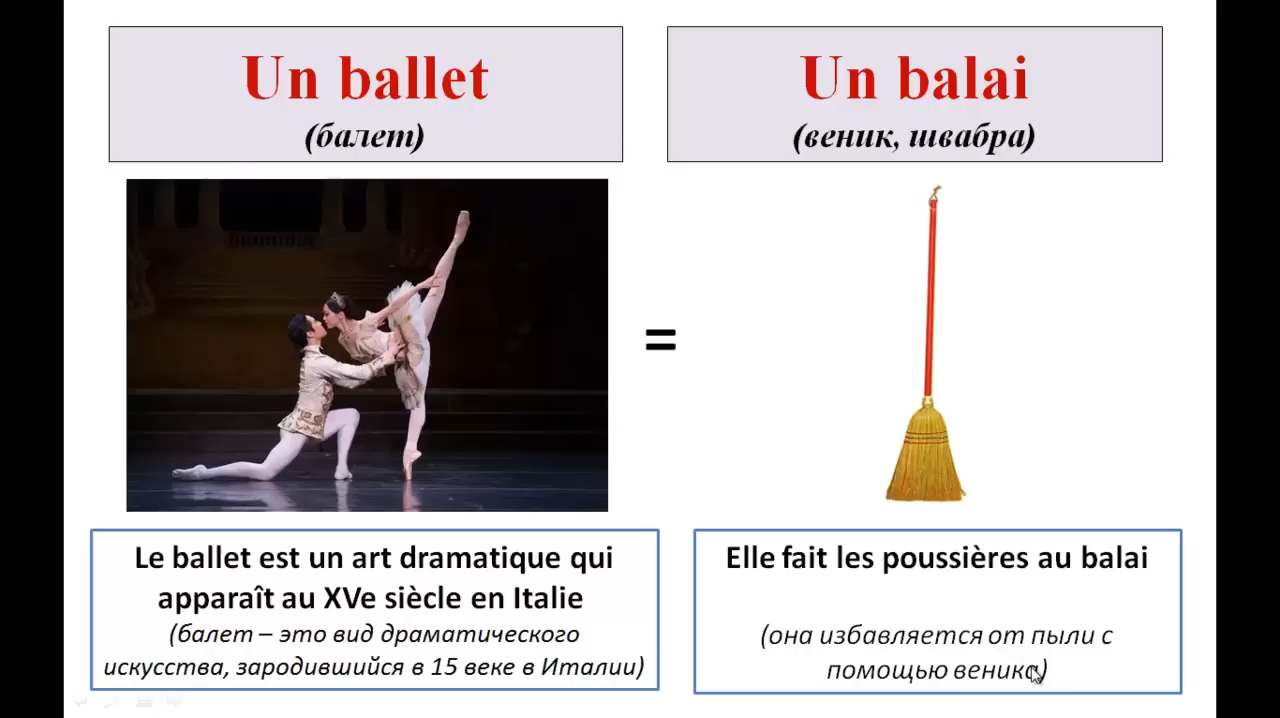 Un ballet
(балет)
Un balai
(веник, швабра)
=
Le ballet est un art dramatique qui
apparaît au XVe siècle en Italie
(балет – это вид драматического
искусства, зародившийся в 15 веке в Италии)
Elle fait les poussières au balai
(она избавляется от пыли с
помощью веника)